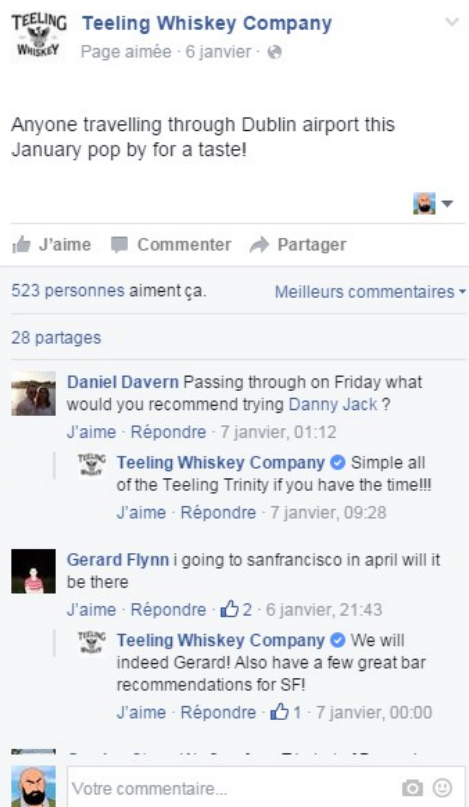 TEELING
WHISKEY
Teeling Whiskey Company
Page aimée · 6 janvier ·
Anyone travelling through Dublin airport this
January pop by for a taste!
J'aime Commenter Partager
523 personnes aiment ça. Meilleurs commentaires
28 partages
Daniel Davern Passing through on Friday what
would you recommend trying Danny Jack ?
J'aime · Répondre · 7 janvier, 01:12
TEELING
WHISKEY
Teeling Whiskey Company Simple all
of the Teeling Trinity if you have the time!!!
J'aime · Répondre · 7 janvier, 09:28
Gerard Flynn i going to sanfrancisco in april will it
be there
J'aime · Répondre · 2 · 6 janvier, 21:43
TEELING
WHISKEY
Teeling Whiskey Company We will
indeed Gerard! Also have a few great bar
recommendations for SF!
J'aime · Répondre · 1 · 7 janvier, 00:00
Votre commentaire...